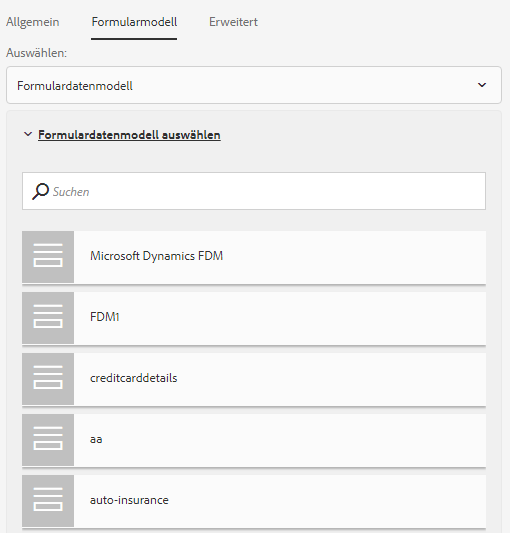 Allgemein Formularmodell Erweitert
Auswählen:
Formulardatenmodell
Formulardatenmodell auswählen
Suchen
Microsoft Dynamics FDM
FDM1
creditcarddetails
aa
auto-insurance